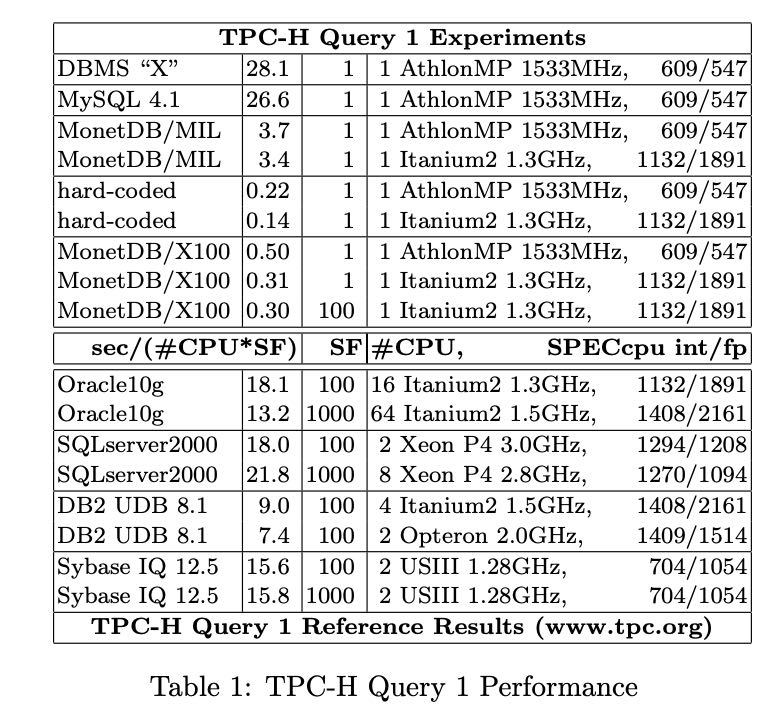 TPC-H Query 1 Experiments
DBMS “X” 28.1 1 1 AthlonMP 1533MHz, 609/547
MySQL 4.1 26.6 1 1 AthlonMP 1533MHz, 609/547
MonetDB/MIL 3.7 1 1 AthlonMP 1533MHz, 609/547
MonetDB/MIL 3.4 1 1 Itanium2 1.3GHz, 1132/1891
hard-coded 0.22 1 1 AthlonMP 1533MHz, 609/547
hard-coded 0.14 1 1 Itanium2 1.3GHz, 1132/1891
MonetDB/X100 0.50 1 1 AthlonMP 1533MHz, 609/547
MonetDB/X100 0.31 1 1 Itanium2 1.3GHz, 1132/1891
MonetDB/X100 0.30 100 1 Itanium2 1.3GHz, 1132/1891
sec/(#CPU*SF) SF #CPU, SPECcpu int/fp
Oracle10g 18.1 100 16 Itanium2 1.3GHz, 1132/1891
Oracle10g 13.2 1000 64 Itanium2 1.5GHz, 1408/2161
SQLserver2000 18.0 100 2 Xeon P4 3.0GHz, 1294/1208
SQLserver2000 21.8 1000 8 Xeon P4 2.8GHz, 1270/1094
DB2 UDB 8.1 9.0 100 4 Itanium2 1.5GHz, 1408/2161
DB2 UDB 8.1 7.4 100 2 Opteron 2.0GHz, 1409/1514
Sybase IQ 12.5 15.6 100 2 USIII 1.28GHz, 704/1054
Sybase IQ 12.5 15.8 1000 2 USIII 1.28GHz, 704/1054
TPC-H Query 1 Reference Results (www.tpc.org)
Table 1: TPC-H Query 1 Performance